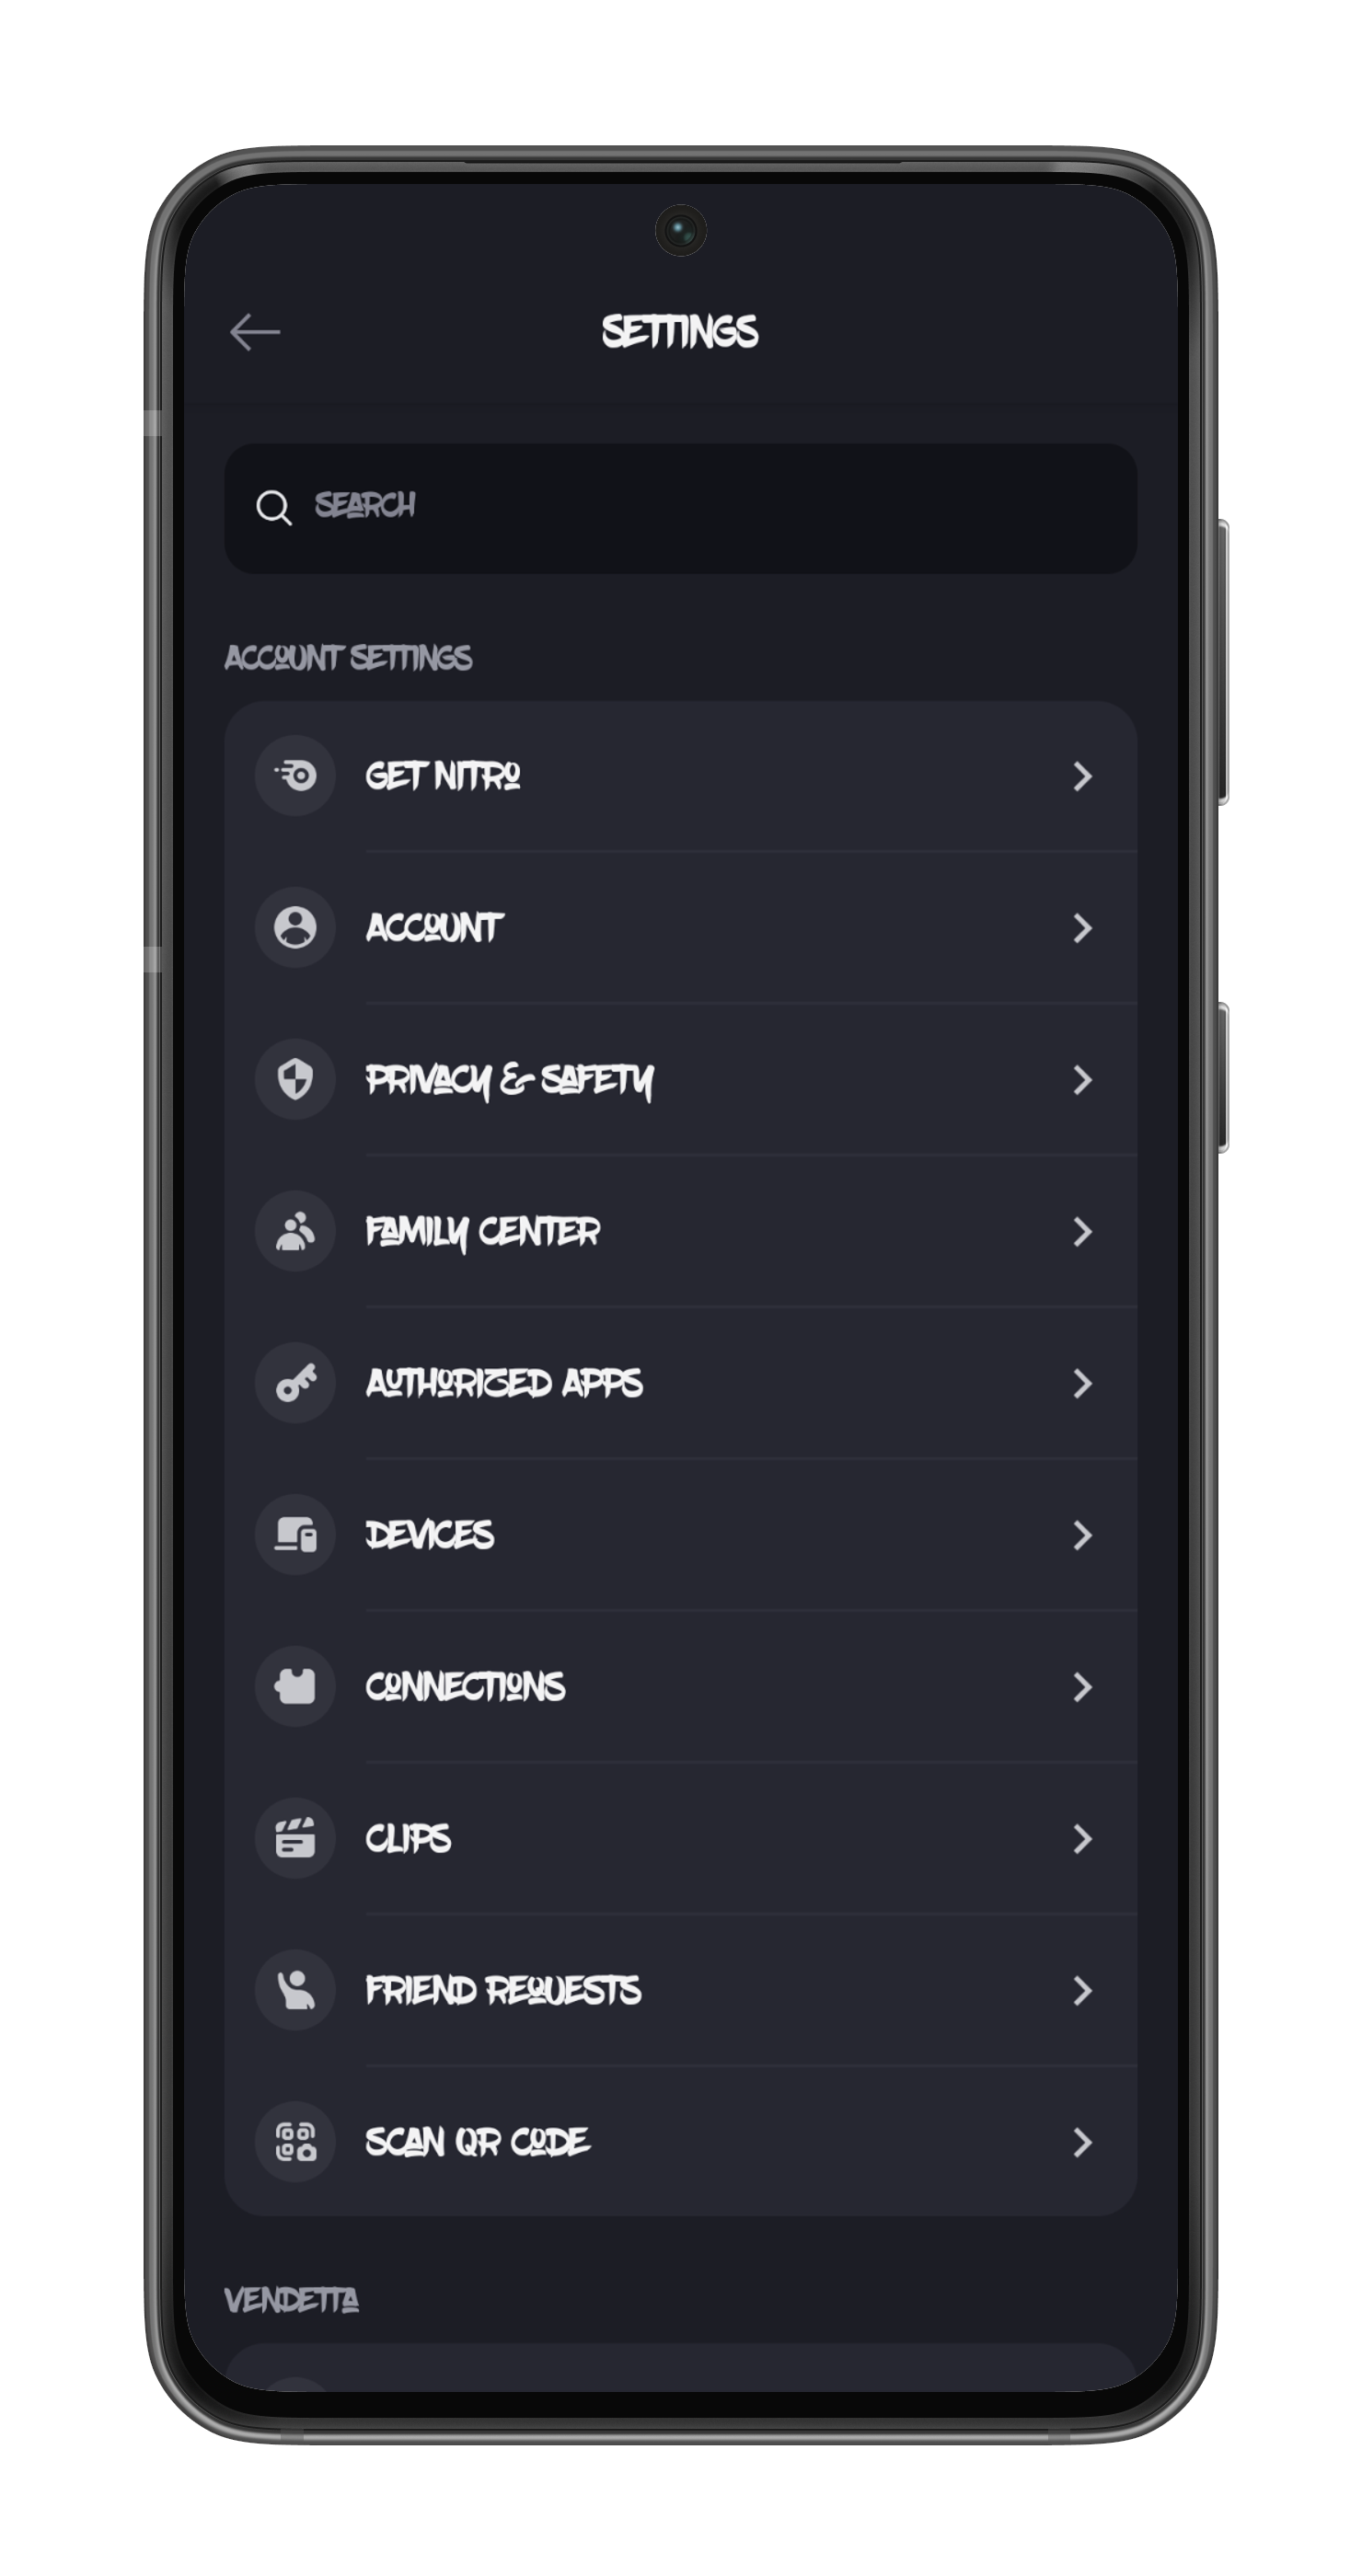 SETTINGS
SEARCH
ACCOUNT SETTINGS
GET NITRO
ACCOUNT
PRIVACY & SAFETY
FAMILY CENTER
AUTHORIZED APPS
DEVICES
CONNECTIONS
CLIPS
FRIEND REQUESTS
SCAN QR CODE
VENDETTA